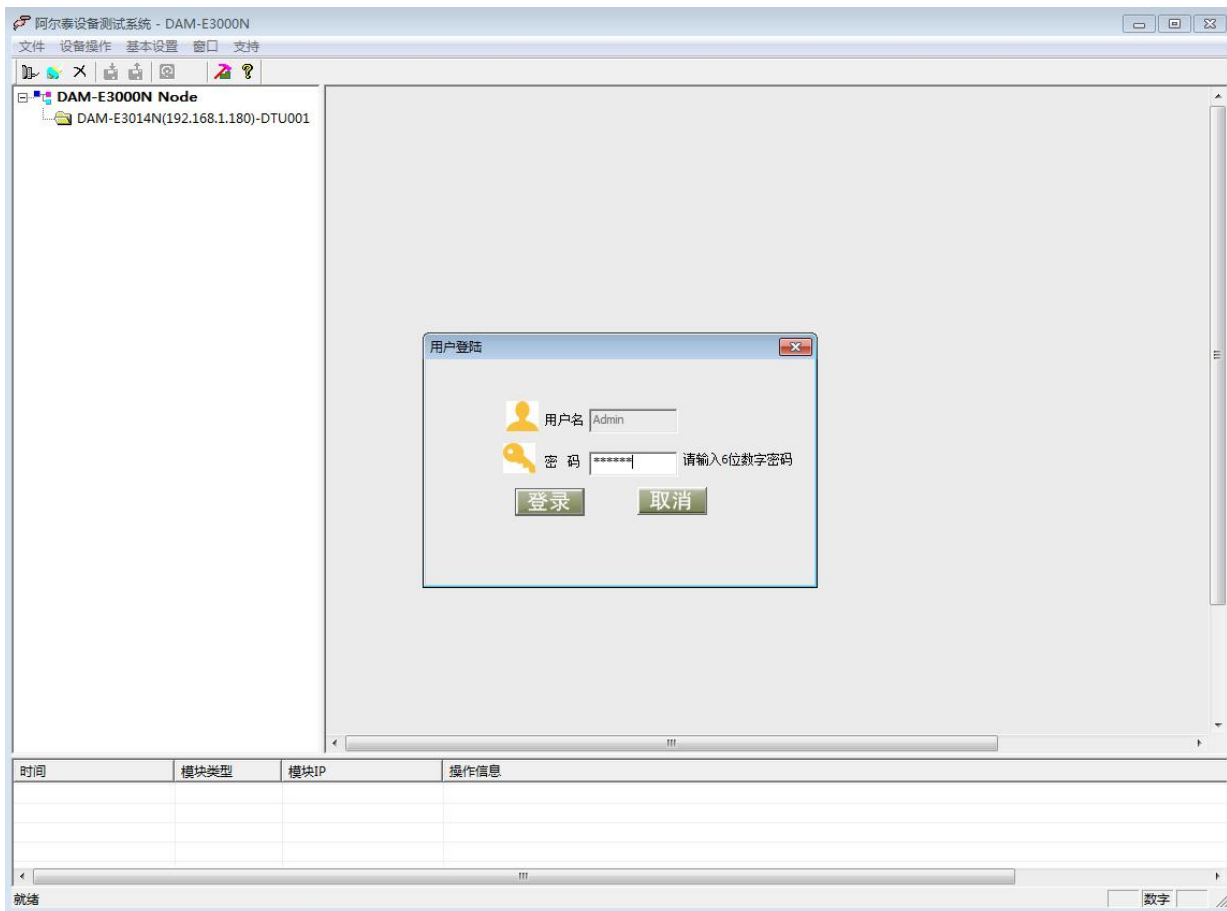 阿尔泰设备测试系统 - DAM-E3000N
文件 设备操作 基本设置 窗口 支持
DAM-E3000N Node
DAM-E3014N(192.168.1.180)-DTU001
用户登陆
用户名 Admin
密 码 ****** 请输入6位数字密码
登录 取消
时间 模块类型 模块IP 操作信息
就绪 数字